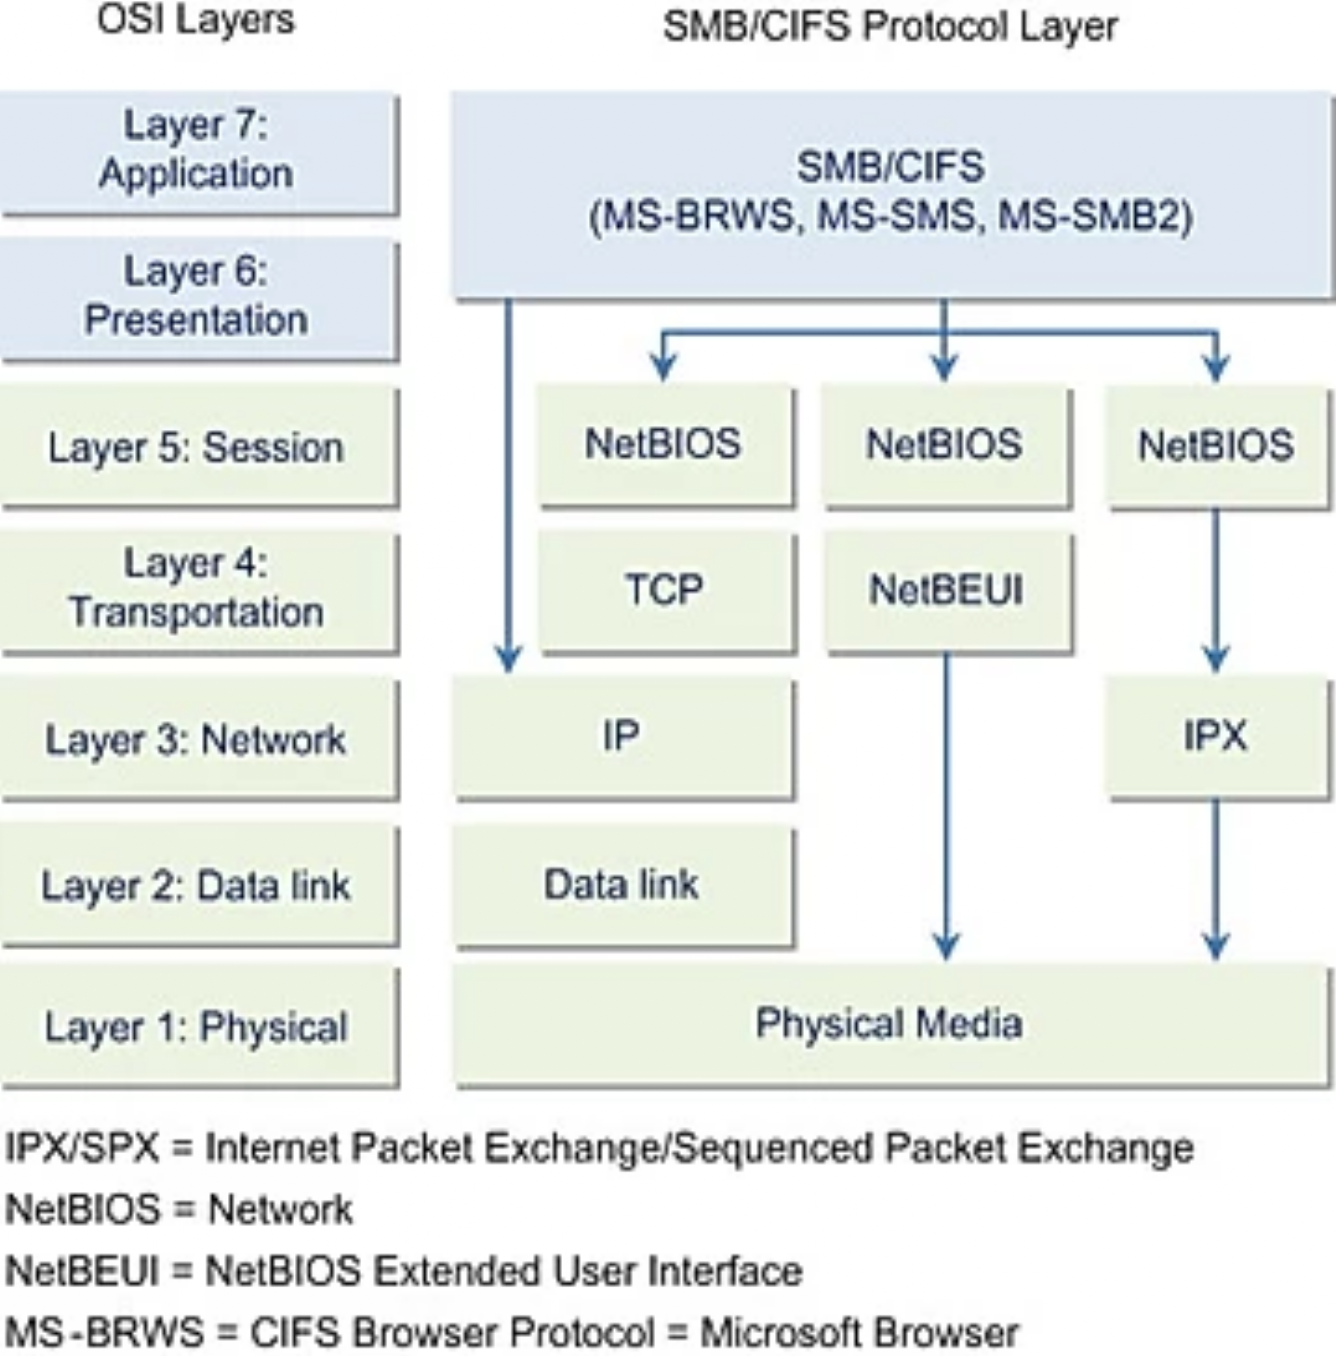 OSI Layers
SMB/CIFS Protocol Layer
Layer 7:
Application
SMB/CIFS
(MS-BRWS, MS-SMS, MS-SMB2)
Layer 6:
Presentation
Layer 5: Session
NetBIOS
NetBIOS
NetBIOS
Layer 4:
Transportation
TCP
NetBEUI
Layer 3: Network
IP
IPX
Layer 2: Data link
Data link
Layer 1: Physical
Physical Media
IPX/SPX = Internet Packet Exchange/Sequenced Packet Exchange
NetBIOS = Network
NetBEUI = NetBIOS Extended User Interface
MS-BRWS = CIFS Browser Protocol = Microsoft Browser